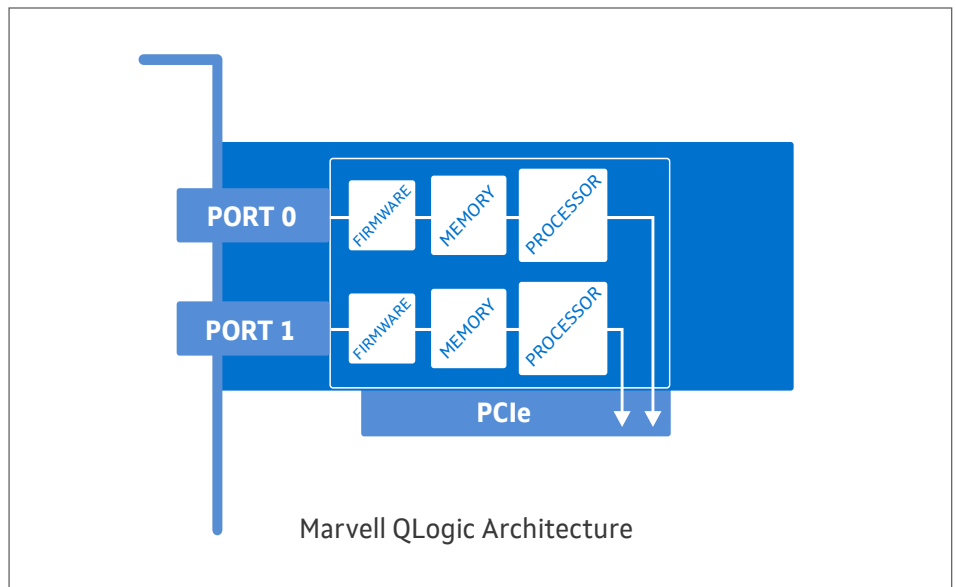 PORT 0
FIRMWARE
MEMORY
PROCESSOR
PORT 1
FIRMWARE
MEMORY
PROCESSOR
PCIe
Marvell QLogic Architecture